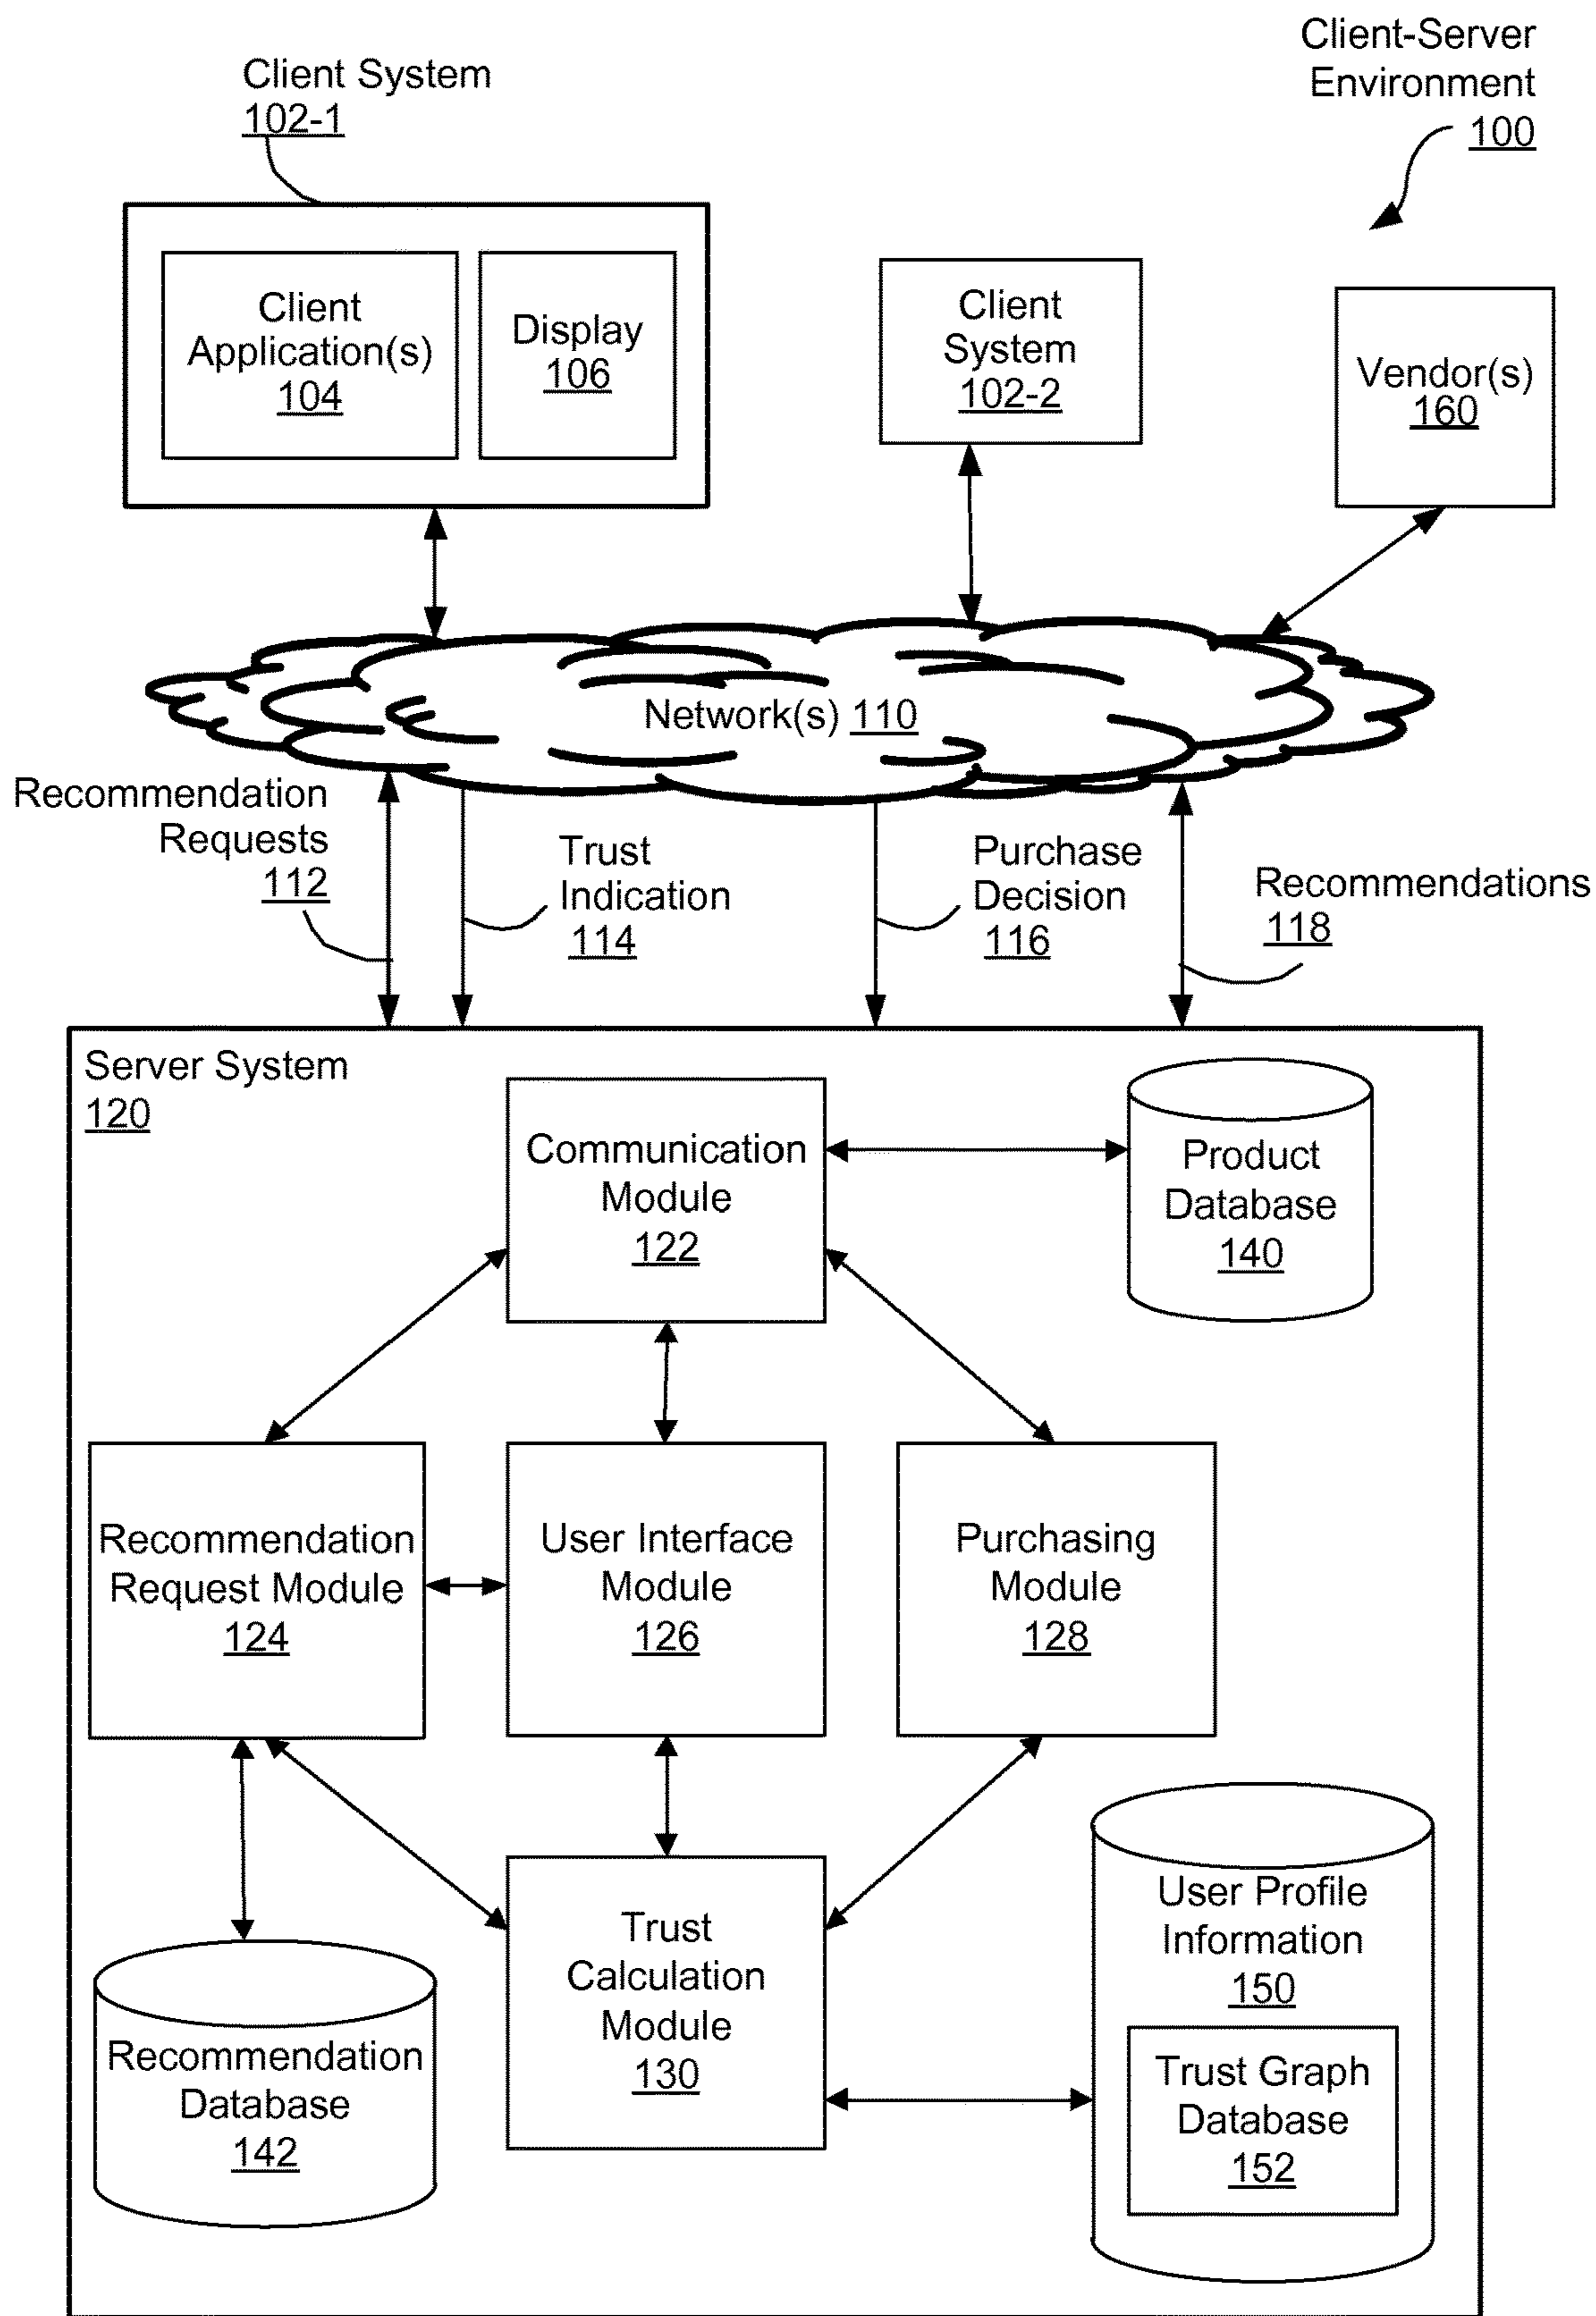 Client-Server
Environment
100
Client System
102-1
Client
Application(s)
104
Display
106
Client
System
102-2
Vendor(s)
160
Network(s) 110
Recommendation
Requests
112
Trust
Indication
114
Purchase
Decision
116
Recommendations
118
Server System
120
Communication
Module
122
Product
Database
140
Recommendation
Request Module
124
User Interface
Module
126
Purchasing
Module
128
Trust
Calculation
Module
130
Recommendation
Database
142
User Profile
Information
150
Trust Graph
Database
152